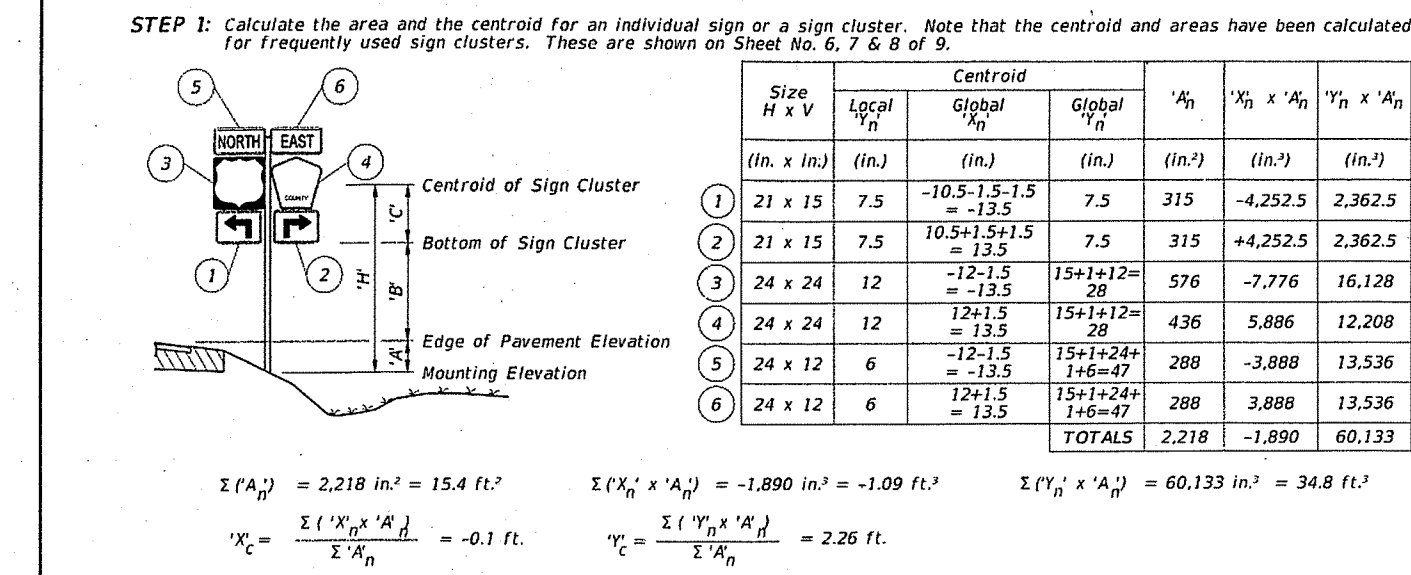 STEP 1: Calculate the area and the centroid for an individual sign or a sign cluster. Note that the centroid and areas have been calculated
for frequently used sign clusters. These are shown on Sheet No. 6, 7 & 8 of 9.
5
6
NORTH
EAST
3
4
COUNTY
1
2
'H'
'C'
'B'
'A'
Centroid of Sign Cluster
Bottom of Sign Cluster
Edge of Pavement Elevation
Mounting Elevation
Size H x V | Centroid | 'A'n | 'X'n x 'A'n | 'Y'n x 'A'n
Local 'Yn' | Global 'Xn' | Global 'Yn'
(in. x in.) | (in.) | (in.) | (in.) | (in.²) | (in.³) | (in.³)
1 | 21 x 15 | 7.5 | -10.5-1.5-1.5 = -13.5 | 7.5 | 315 | -4,252.5 | 2,362.5
2 | 21 x 15 | 7.5 | 10.5+1.5+1.5 = 13.5 | 7.5 | 315 | +4,252.5 | 2,362.5
3 | 24 x 24 | 12 | -12-1.5 = -13.5 | 15+1+12= 28 | 576 | -7,776 | 16,128
4 | 24 x 24 | 12 | 12+1.5 = 13.5 | 15+1+12= 28 | 436 | 5,886 | 12,208
5 | 24 x 12 | 6 | -12-1.5 = -13.5 | 15+1+24+ 1+6=47 | 288 | -3,888 | 13,536
6 | 24 x 12 | 6 | 12+1.5 = 13.5 | 15+1+24+ 1+6=47 | 288 | 3,888 | 13,536
TOTALS | 2,218 | -1,890 | 60,133
Σ ('An') = 2,218 in.² = 15.4 ft.²
Σ ('Xn' x 'An') = -1,890 in.³ = -1.09 ft.³
Σ ('Yn' x 'An') = 60,133 in.³ = 34.8 ft.³
'X'c = Σ ( 'X'n x 'A'n ) / Σ 'A'n = -0.1 ft.
'Y'c = Σ ( 'Y'n x 'A'n ) / Σ 'A'n = 2.26 ft.